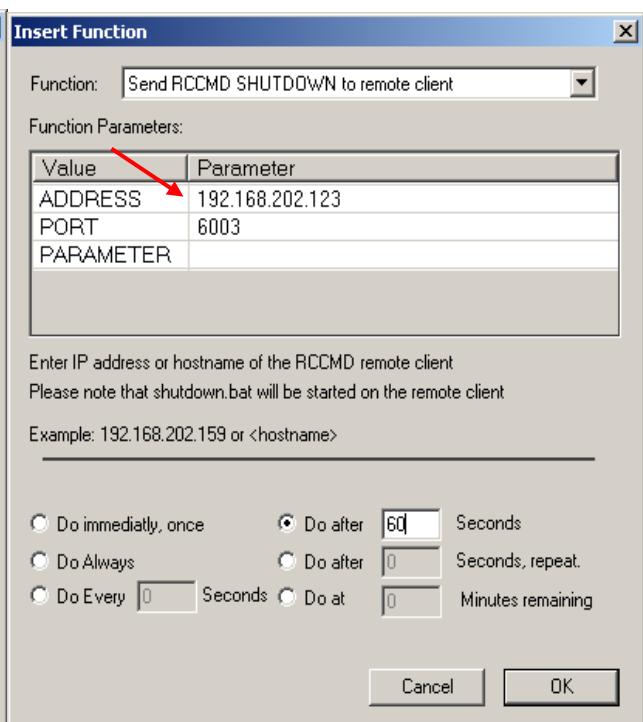 Insert Function
Function: Send RCCMD SHUTDOWN to remote client
Function Parameters:
Value Parameter
ADDRESS 192.168.202.123
PORT 6003
PARAMETER
Enter IP address or hostname of the RCCMD remote client
Please note that shutdown.bat will be started on the remote client
Example: 192.168.202.159 or <hostname>
Do immediatly, once Do after 60 Seconds
Do Always Do after 0 Seconds, repeat.
Do Every 0 Seconds Do at 0 Minutes remaining
Cancel OK